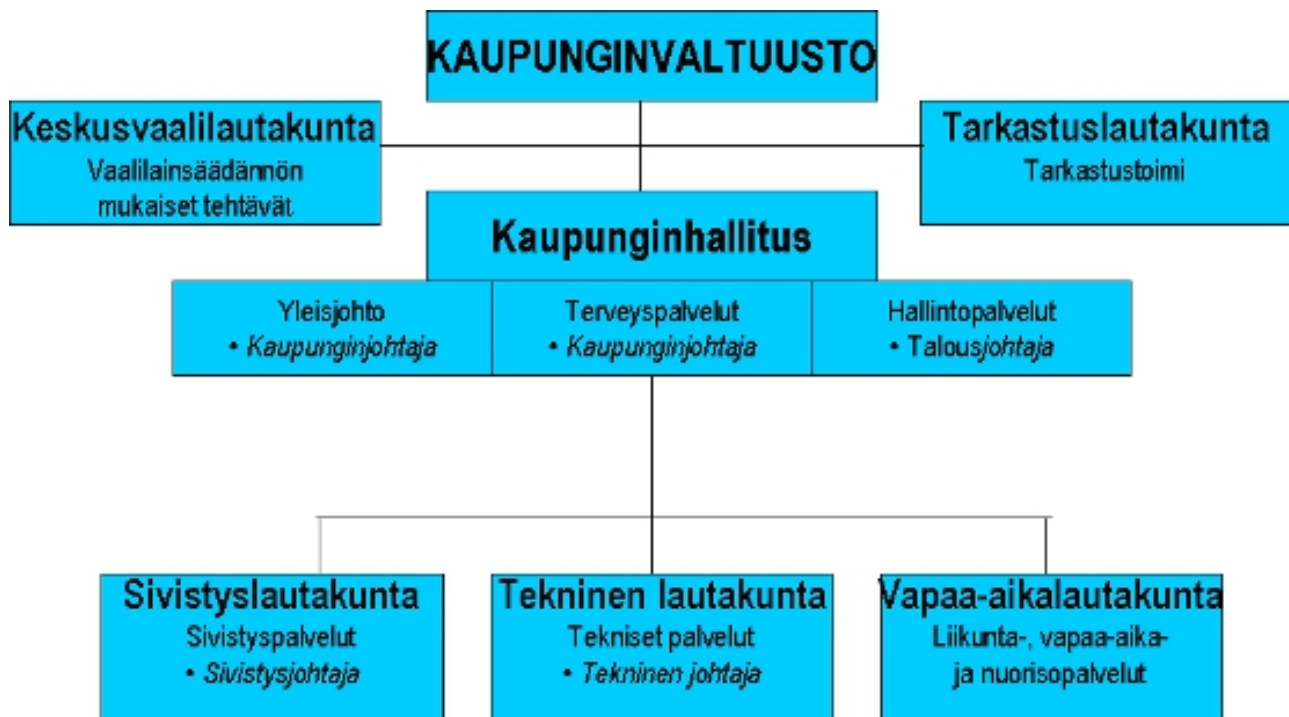 KAUPUNGINVALTUUSTO
Keskusvaalilautakunta
Vaalilainsäädännön
mukaiset tehtävät
Tarkastuslautakunta
Tarkastustoimi
Kaupunginhallitus
Yleisjohto
• Kaupunginjohtaja
Terveyspalvelut
• Kaupunginjohtaja
Hallintopalvelut
• Talousjohtaja
Sivistyslautakunta
Sivistyspalvelut
• Sivistysjohtaja
Tekninen lautakunta
Tekniset palvelut
• Tekninen johtaja
Vapaa-aikalautakunta
Liikunta-, vapaa-aika-
ja nuorisopalvelut